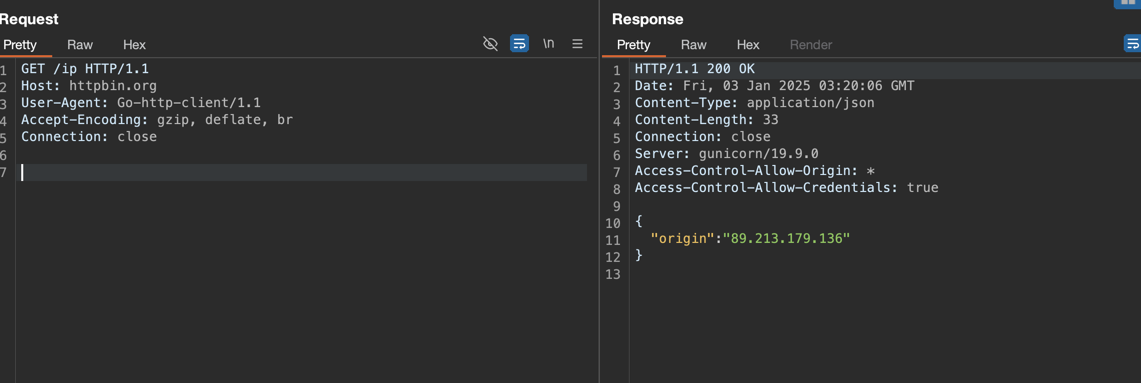 Request
Pretty Raw Hex \n
1 GET /ip HTTP/1.1
2 Host: httpbin.org
3 User-Agent: Go-http-client/1.1
4 Accept-Encoding: gzip, deflate, br
5 Connection: close
6
7
Response
Pretty Raw Hex Render
1 HTTP/1.1 200 OK
2 Date: Fri, 03 Jan 2025 03:20:06 GMT
3 Content-Type: application/json
4 Content-Length: 33
5 Connection: close
6 Server: gunicorn/19.9.0
7 Access-Control-Allow-Origin: *
8 Access-Control-Allow-Credentials: true
9
10 {
11 "origin":"89.213.179.136"
12 }
13